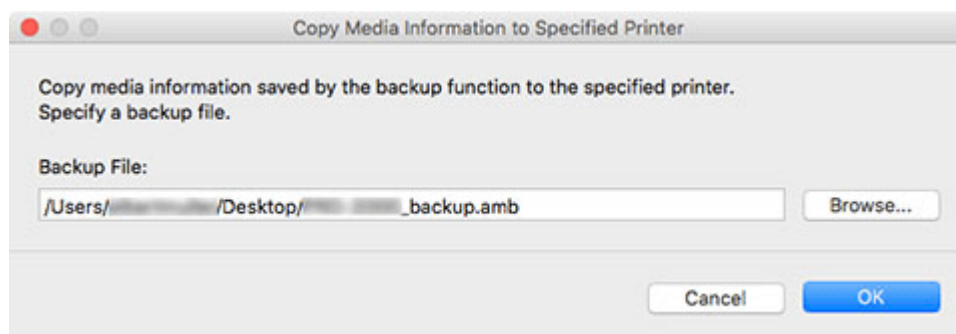 Copy Media Information to Specified Printer
Copy media information saved by the backup function to the specified printer.
Specify a backup file.
Backup File:
/Users/ /Desktop/ _backup.amb
Browse...
Cancel
OK